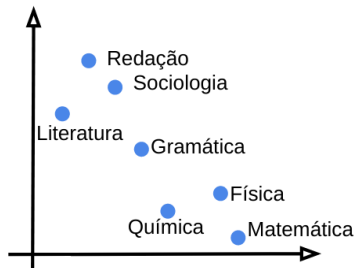 Redação
Sociologia
Literatura
Gramática
Física
Química
Matemática